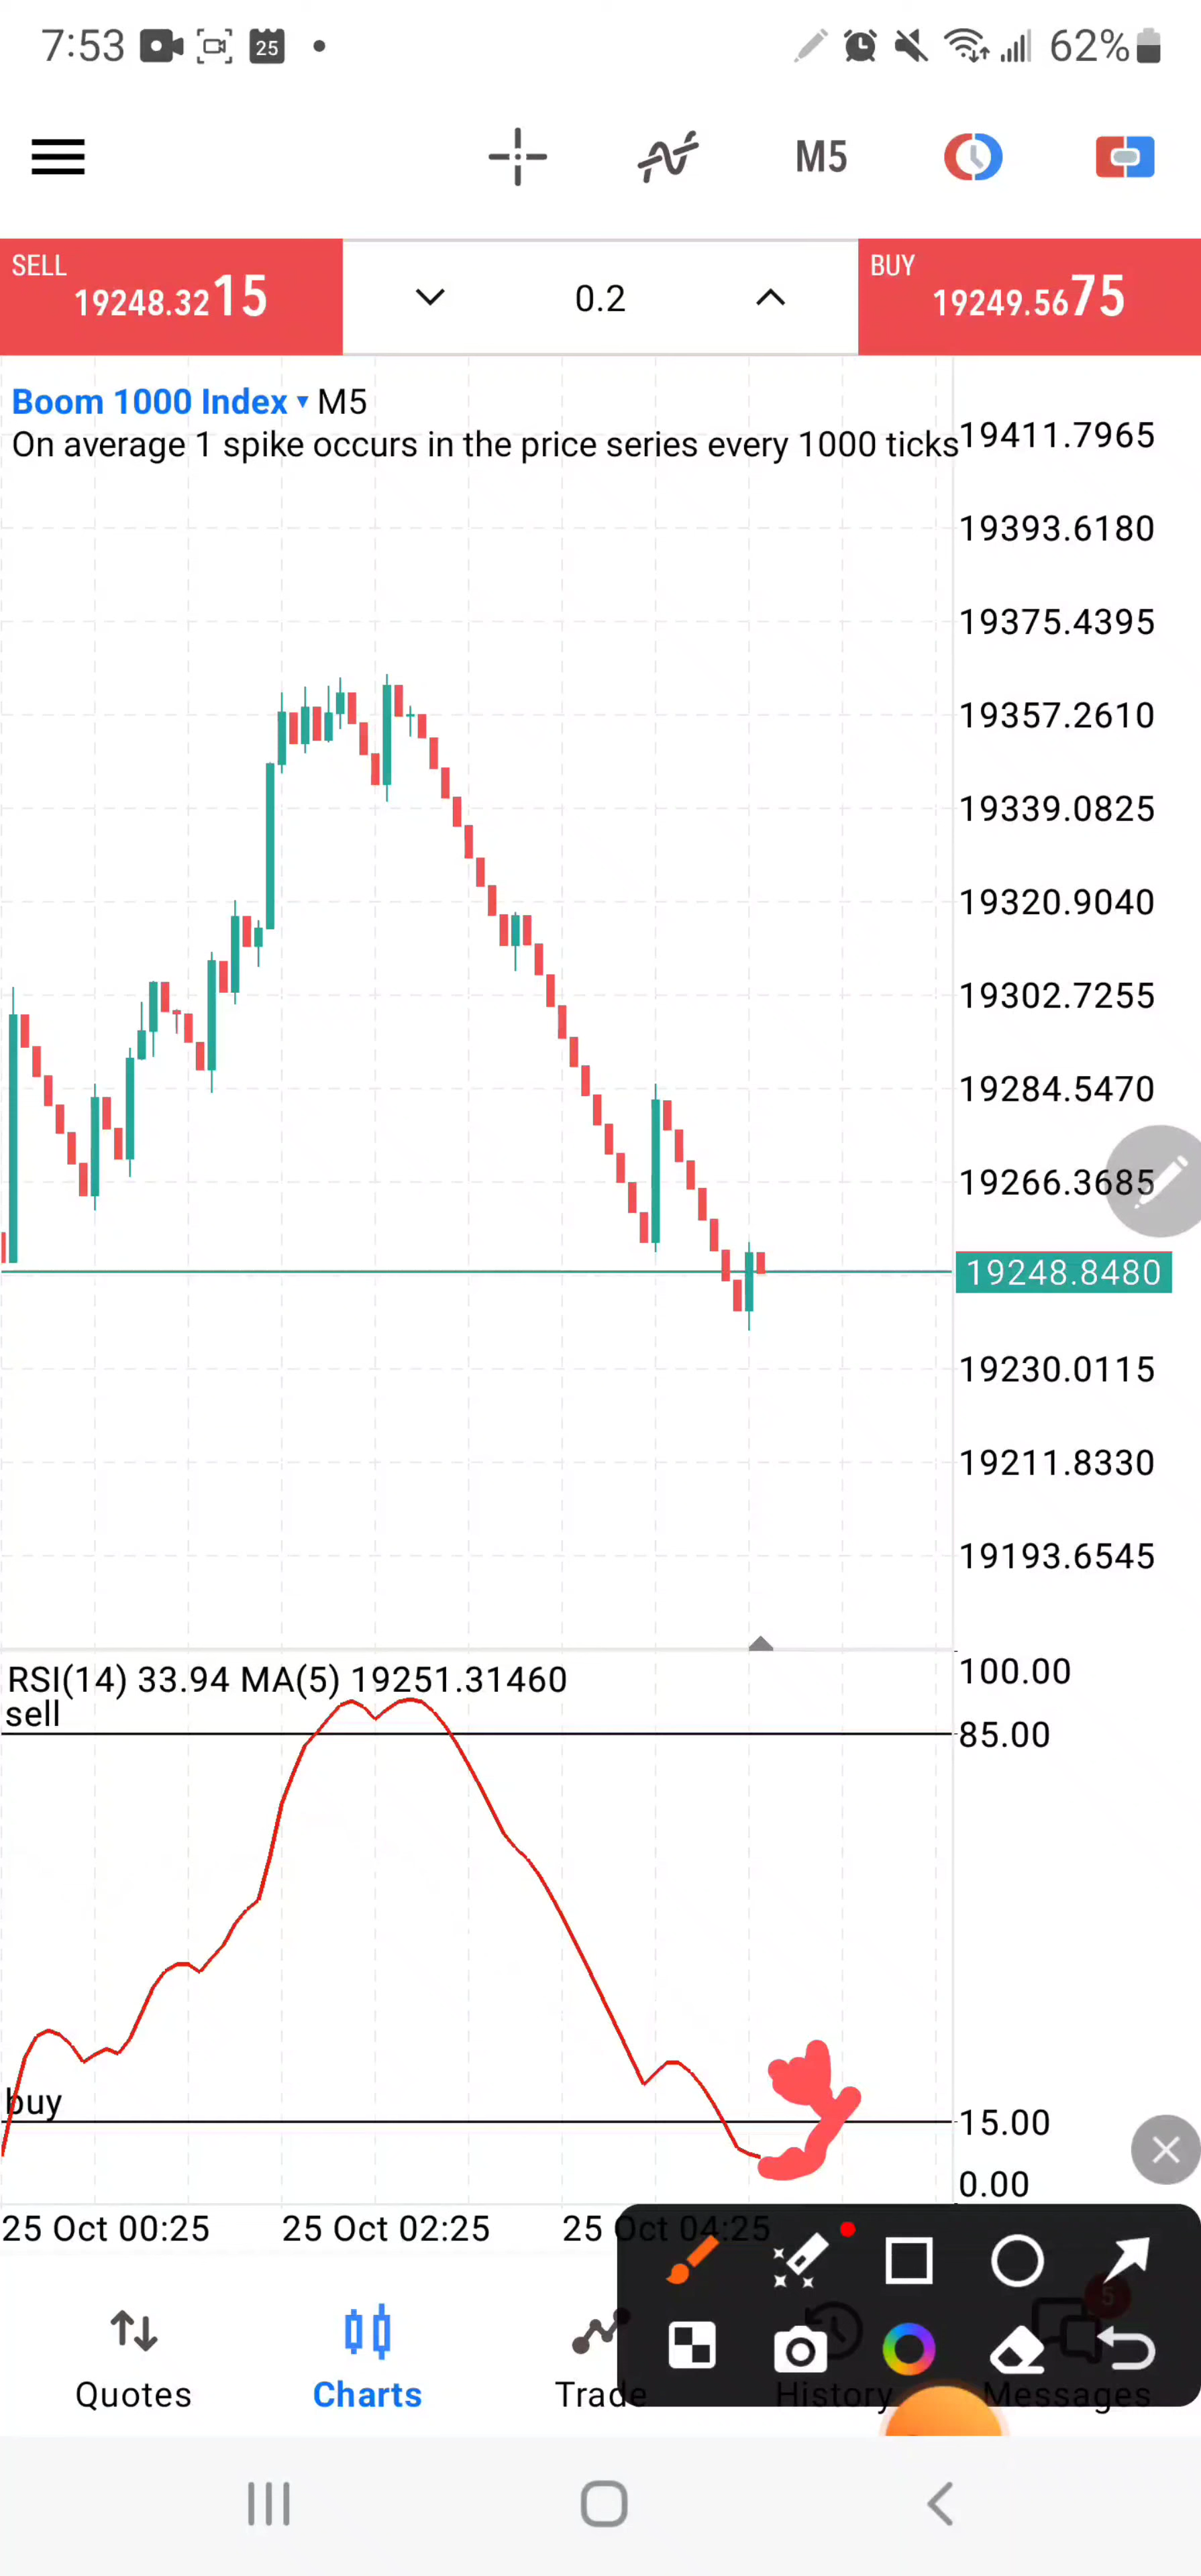 7:53 25 62%
M5
SELL
19248.3215
0.2
BUY
19249.5675
Boom 1000 Index M5
On average 1 spike occurs in the price series every 1000 ticks
19411.7965
19393.6180
19375.4395
19357.2610
19339.0825
19320.9040
19302.7255
19284.5470
19266.3685
19248.8480
19230.0115
19211.8330
19193.6545
RSI(14) 33.94 MA(5) 19251.31460
100.00
sell
85.00
buy
15.00
0.00
25 Oct 00:25 25 Oct 02:25 25 Oct 04:25
5
Quotes Charts Trade History Messages